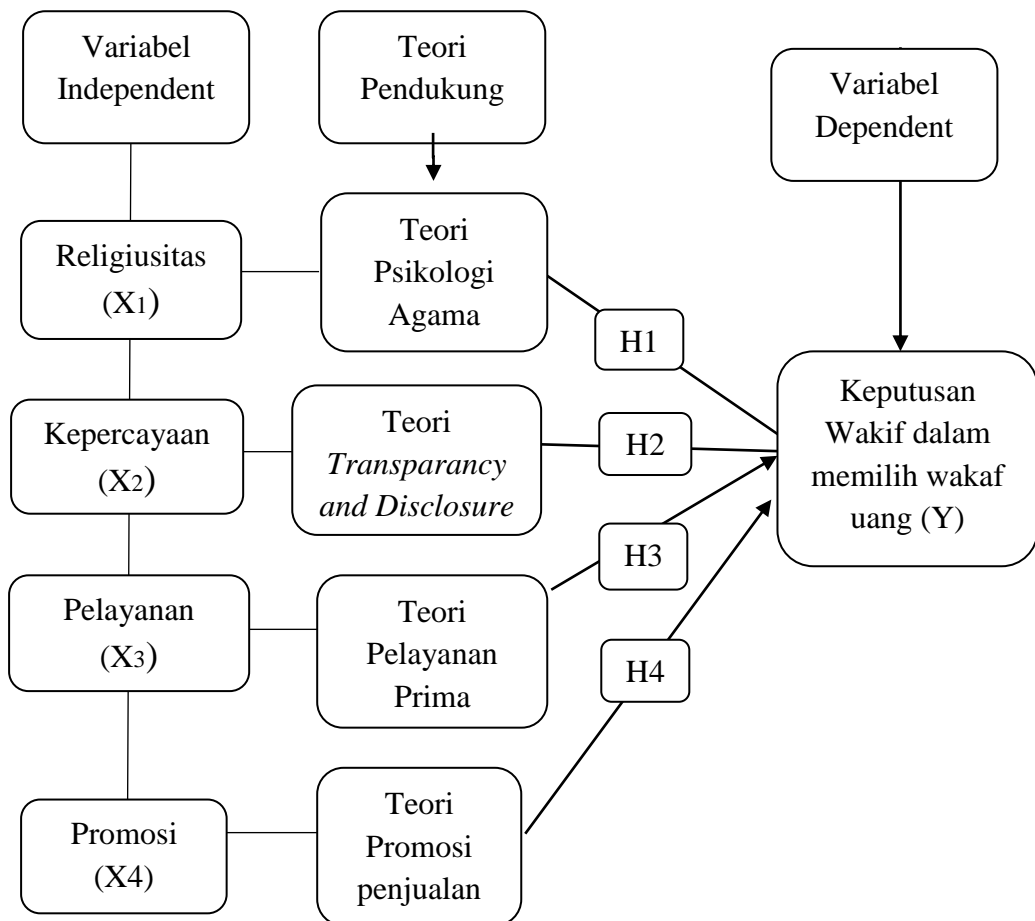 Variabel
Independent
Teori
Pendukung
Variabel
Dependent
Religiusitas
(X1)
Teori
Psikologi
Agama
H1
Kepercayaan
(X2)
Teori
Transparancy
and Disclosure
H2
Keputusan
Wakif dalam
memilih wakaf
uang (Y)
Pelayanan
(X3)
Teori
Pelayanan
Prima
H3
Promosi
(X4)
Teori
Promosi
penjualan
H4